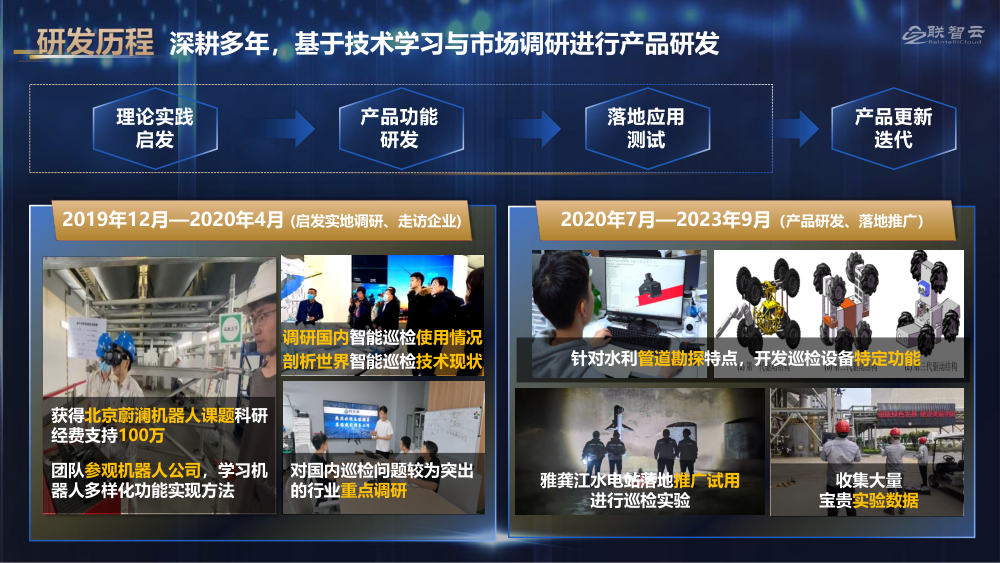 研发历程 深耕多年，基于技术学习与市场调研进行产品研发
联智云
RelintelliCloud
理论实践
启发
产品功能
研发
落地应用
测试
产品更新
迭代
2019年12月—2020年4月 (启发实地调研、走访企业)
调研国内智能巡检使用情况
剖析世界智能巡检技术现状
获得北京蔚澜机器人课题科研
经费支持100万
团队参观机器人公司，学习机
器人多样化功能实现方法
对国内巡检问题较为突出
的行业重点调研
2020年7月—2023年9月（产品研发、落地推广）
针对水利管道勘探特点，开发巡检设备特定功能
雅砻江水电站落地推广试用
进行巡检实验
收集大量
宝贵实验数据